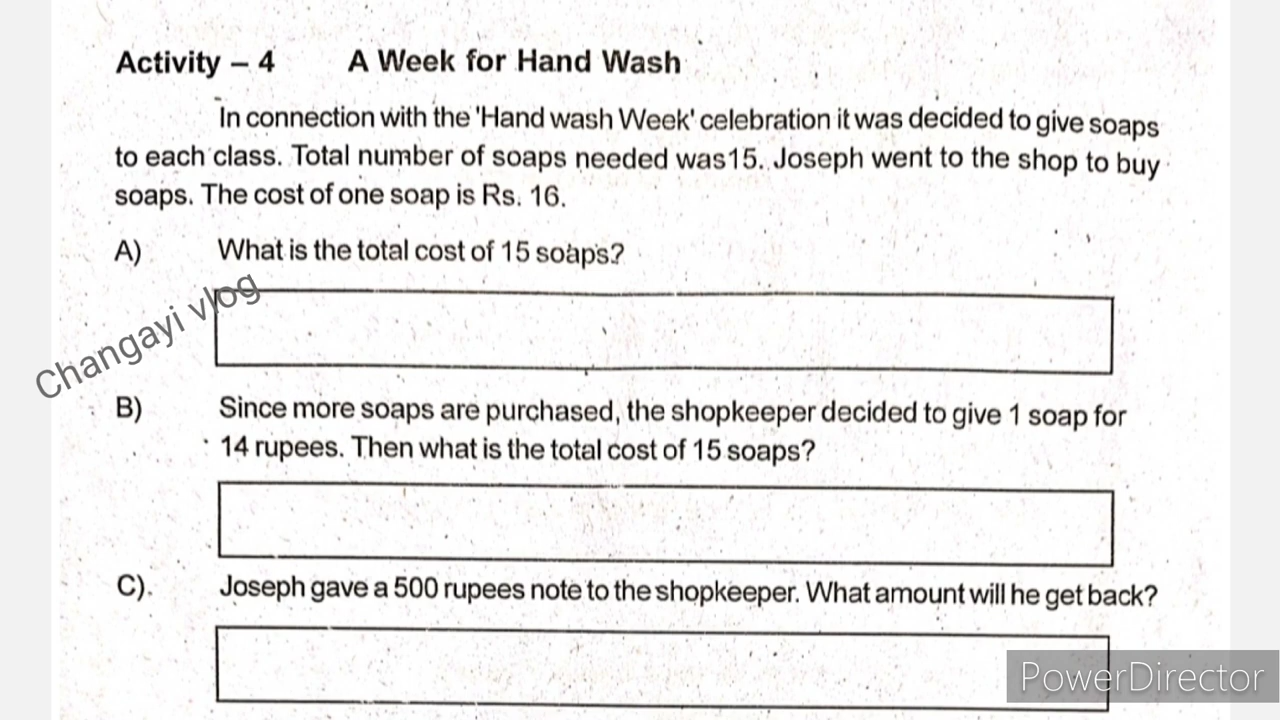 Activity – 4 A Week for Hand Wash
In connection with the 'Hand wash Week' celebration it was decided to give soaps
to each class. Total number of soaps needed was15. Joseph went to the shop to buy
soaps. The cost of one soap is Rs. 16.
A) What is the total cost of 15 soaps?
Changayi vlog
B) Since more soaps are purchased, the shopkeeper decided to give 1 soap for
14 rupees. Then what is the total cost of 15 soaps?
C). Joseph gave a 500 rupees note to the shopkeeper. What amount will he get back?
PowerDirector